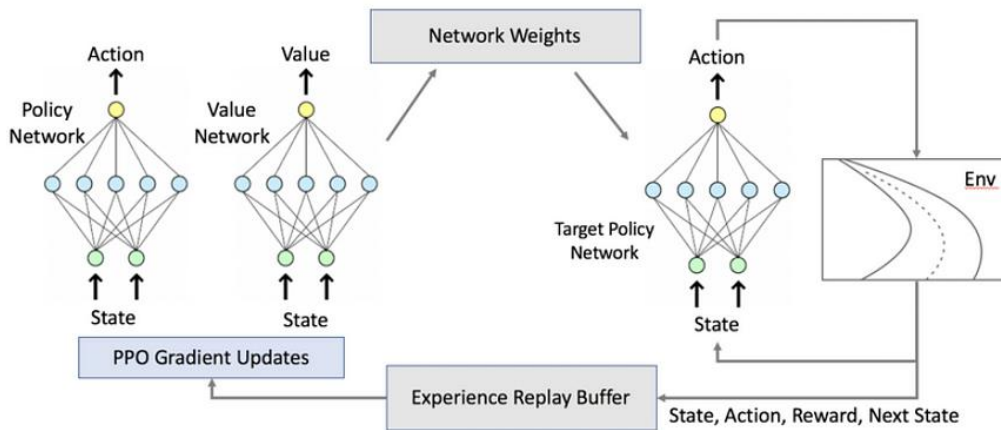 Network Weights
Action
Value
Action
Policy
Network
Value
Network
Env
Target Policy
Network
State
State
State
PPO Gradient Updates
Experience Replay Buffer
State, Action, Reward, Next State